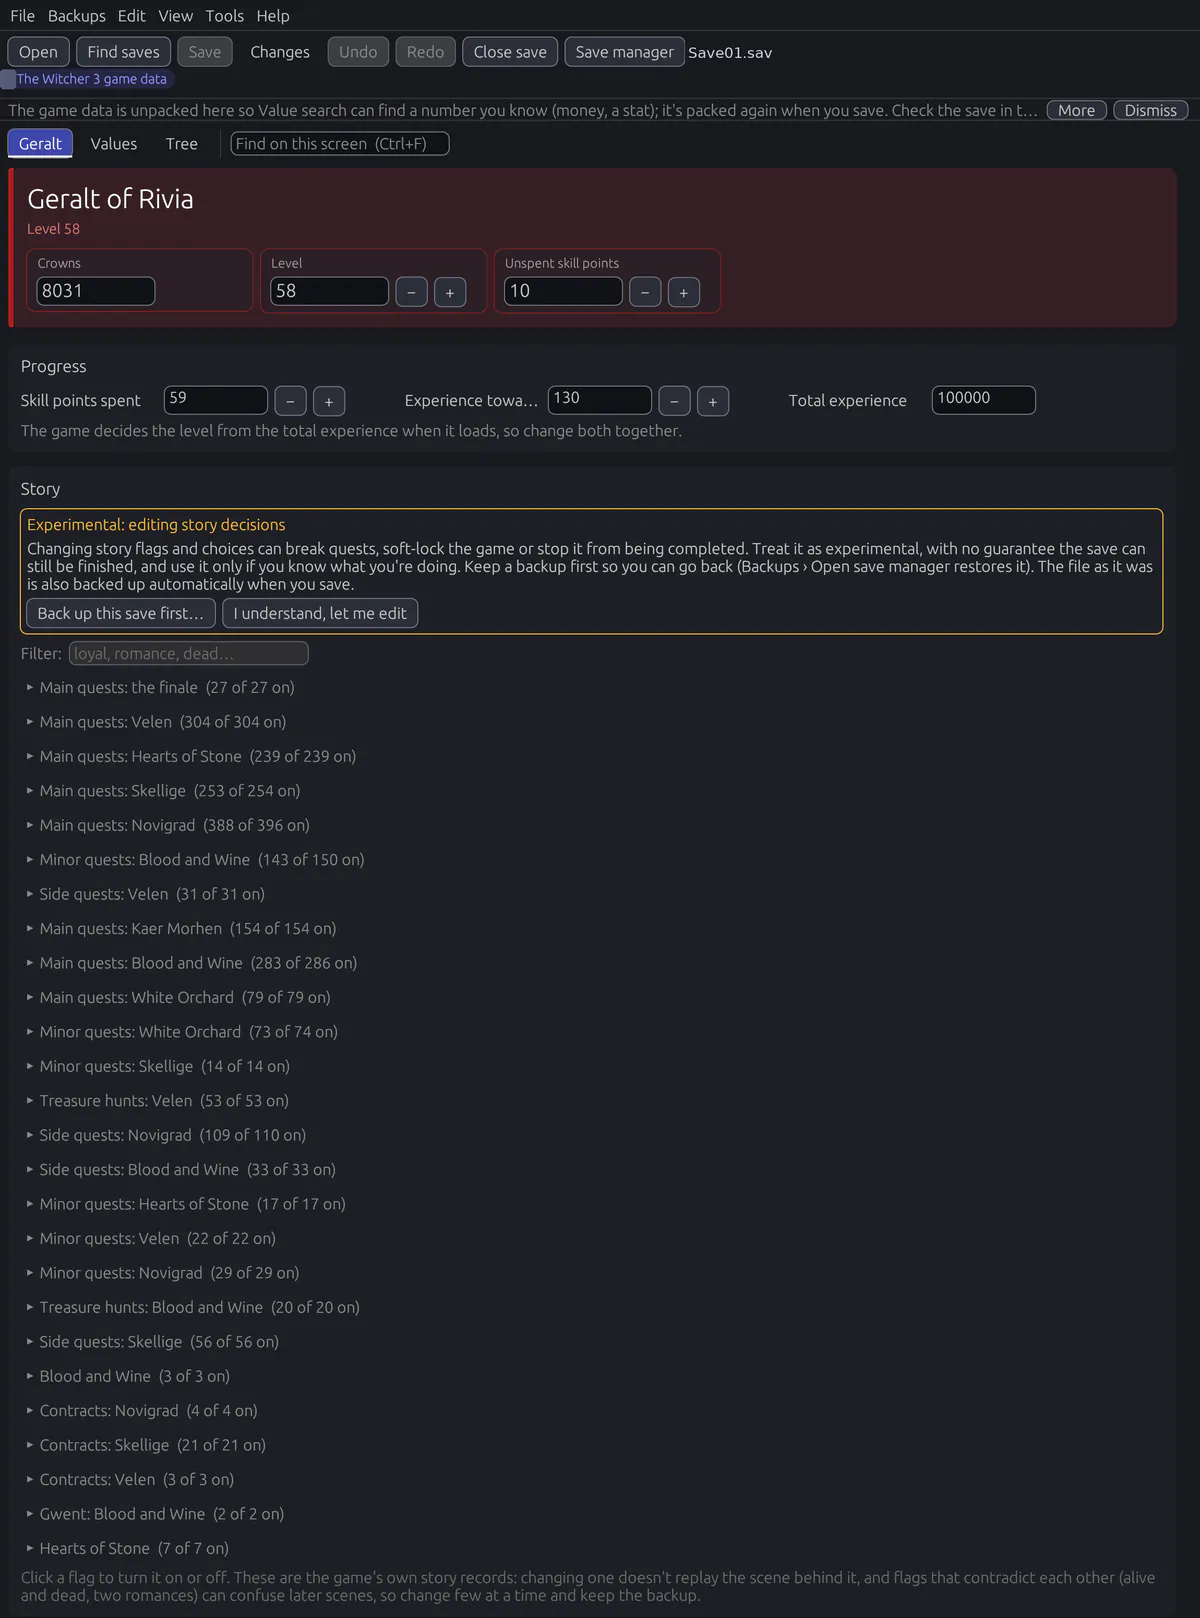 File Backups Edit View Tools Help
Open Find saves Save Changes Undo Redo Close save Save manager Save01.sav
The Witcher 3 game data
The game data is unpacked here so Value search can find a number you know (money, a stat); it's packed again when you save. Check the save in t... More Dismiss
Geralt Values Tree Find on this screen (Ctrl+F)
Geralt of Rivia
Level 58
Crowns Level Unspent skill points
8031 58 − + 10 − +
Progress
Skill points spent 59 − + Experience towa... 130 − + Total experience 100000
The game decides the level from the total experience when it loads, so change both together.
Story
Experimental: editing story decisions
Changing story flags and choices can break quests, soft-lock the game or stop it from being completed. Treat it as experimental, with no guarantee the save can
still be finished, and use it only if you know what you're doing. Keep a backup first so you can go back (Backups › Open save manager restores it). The file as it was
is also backed up automatically when you save.
Back up this save first... I understand, let me edit
Filter: loyal, romance, dead...
▸ Main quests: the finale (27 of 27 on)
▸ Main quests: Velen (304 of 304 on)
▸ Main quests: Hearts of Stone (239 of 239 on)
▸ Main quests: Skellige (253 of 254 on)
▸ Main quests: Novigrad (388 of 396 on)
▸ Minor quests: Blood and Wine (143 of 150 on)
▸ Side quests: Velen (31 of 31 on)
▸ Main quests: Kaer Morhen (154 of 154 on)
▸ Main quests: Blood and Wine (283 of 286 on)
▸ Main quests: White Orchard (79 of 79 on)
▸ Minor quests: White Orchard (73 of 74 on)
▸ Minor quests: Skellige (14 of 14 on)
▸ Treasure hunts: Velen (53 of 53 on)
▸ Side quests: Novigrad (109 of 110 on)
▸ Side quests: Blood and Wine (33 of 33 on)
▸ Minor quests: Hearts of Stone (17 of 17 on)
▸ Minor quests: Velen (22 of 22 on)
▸ Minor quests: Novigrad (29 of 29 on)
▸ Treasure hunts: Blood and Wine (20 of 20 on)
▸ Side quests: Skellige (56 of 56 on)
▸ Blood and Wine (3 of 3 on)
▸ Contracts: Novigrad (4 of 4 on)
▸ Contracts: Skellige (21 of 21 on)
▸ Contracts: Velen (3 of 3 on)
▸ Gwent: Blood and Wine (2 of 2 on)
▸ Hearts of Stone (7 of 7 on)
Click a flag to turn it on or off. These are the game's own story records: changing one doesn't replay the scene behind it, and flags that contradict each other (alive
and dead, two romances) can confuse later scenes, so change few at a time and keep the backup.